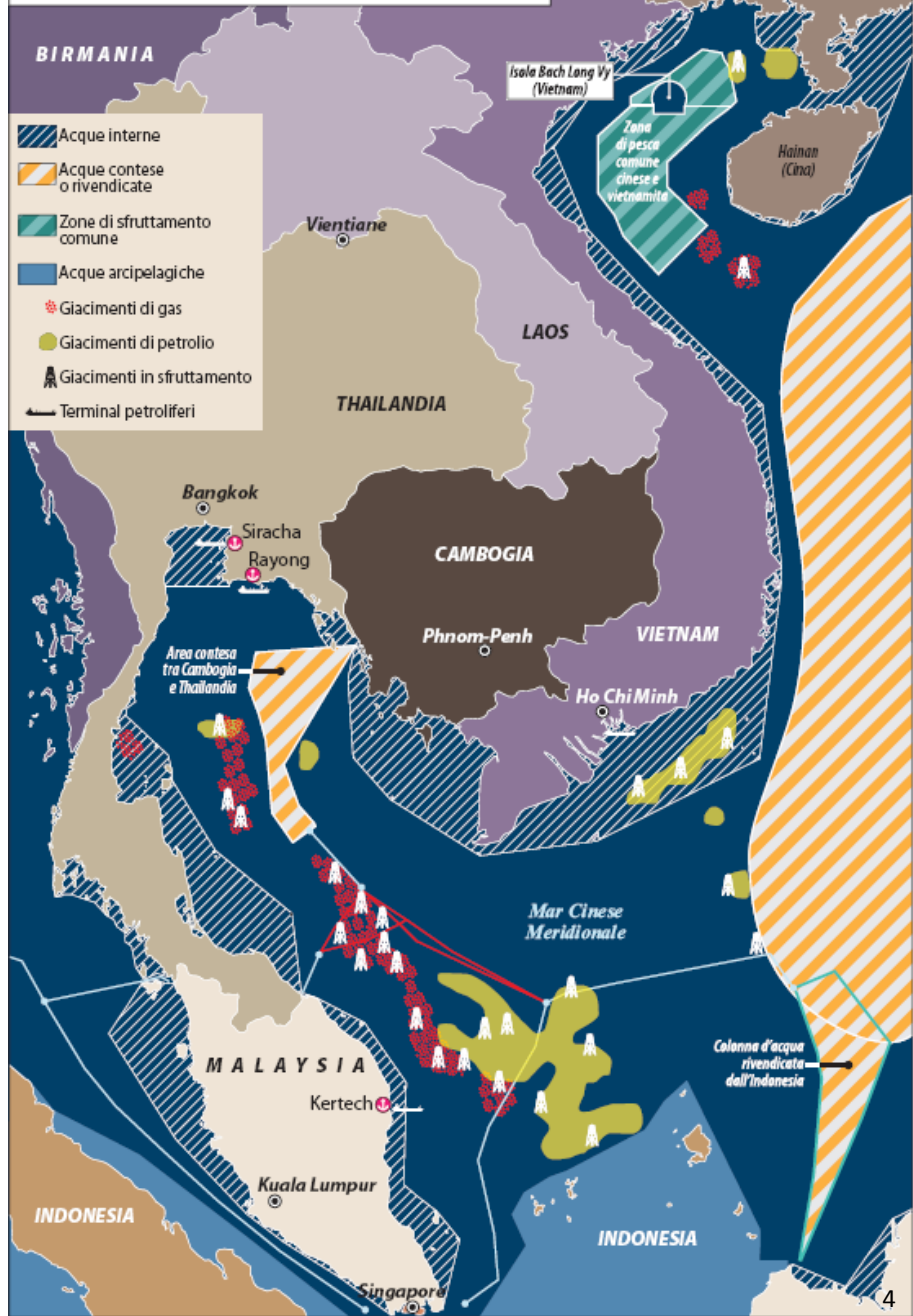 BIRMANIA
Isola Bach Long Vy
(Vietnam)
Zona
di pesca
comune
cinese e
vietnamita
Hainan
(Cina)
Acque interne
Acque contese
o rivendicate
Zone di sfruttamento
comune
Acque arcipelagiche
Giacimenti di gas
Giacimenti di petrolio
Giacimenti in sfruttamento
Terminal petroliferi
Vientiane
LAOS
THAILANDIA
Bangkok
Siracha
Rayong
CAMBOGIA
Phnom-Penh
VIETNAM
Area contesa
tra Cambogia
e Thailandia
Ho Chi Minh
Mar Cinese
Meridionale
MALAYSIA
Colonna d'acqua
rivendicata
dall'Indonesia
Kertech
Kuala Lumpur
INDONESIA
INDONESIA
Singapore
4